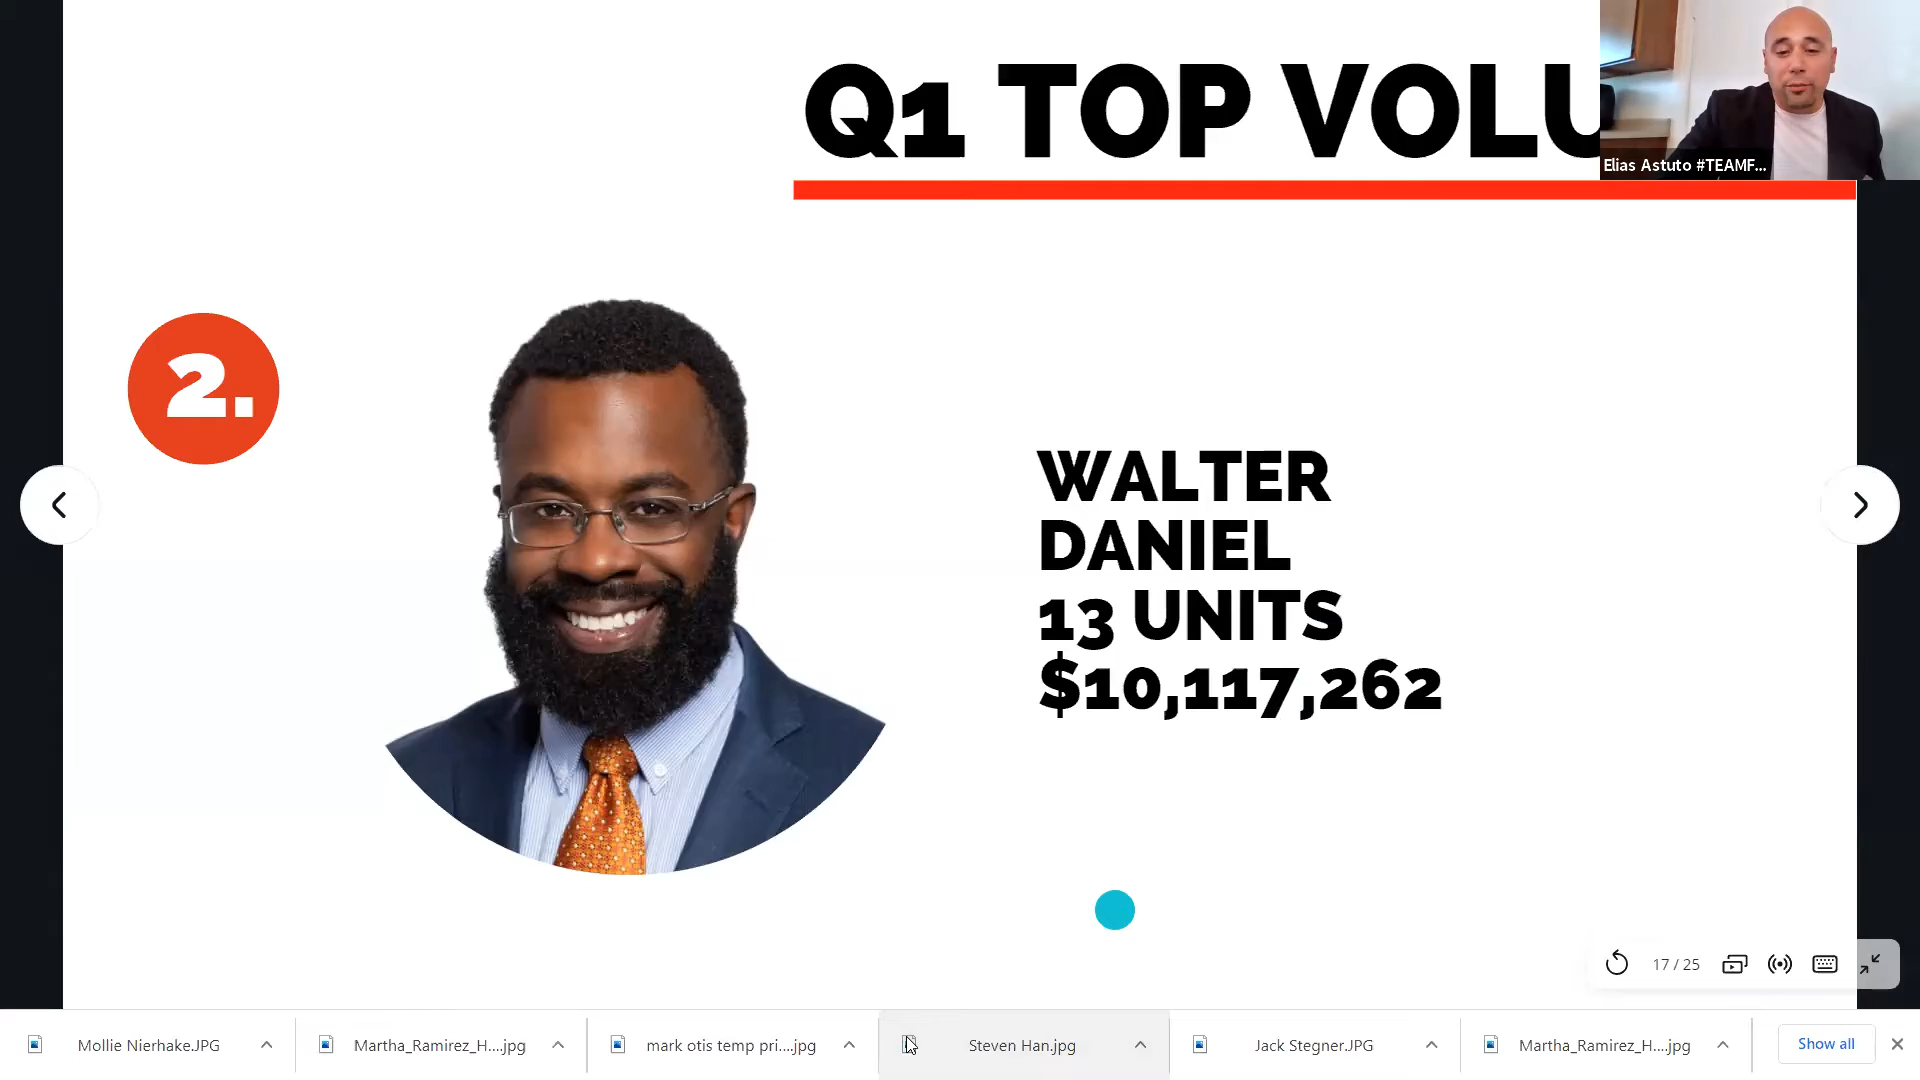 Q1 TOP VOLU
Elias Astuto #TEAMF...
2.
WALTER
DANIEL
13 UNITS
$10,117,262
17 / 25
Mollie Nierhake.JPG
Martha_Ramirez_H....jpg
mark otis temp pri....jpg
Steven Han.jpg
Jack Stegner.JPG
Martha_Ramirez_H....jpg
Show all